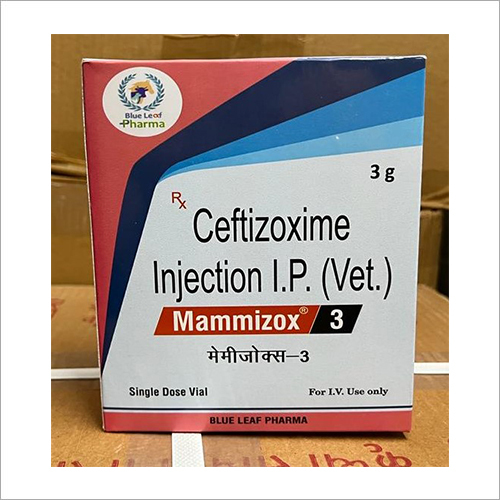 Blue Leaf
Pharma
3 g
Rx
Ceftizoxime
Injection I.P. (Vet.)
Mammizox® 3
मेमीजोक्स–3
Single Dose Vial
For I.V. Use only
BLUE LEAF PHARMA